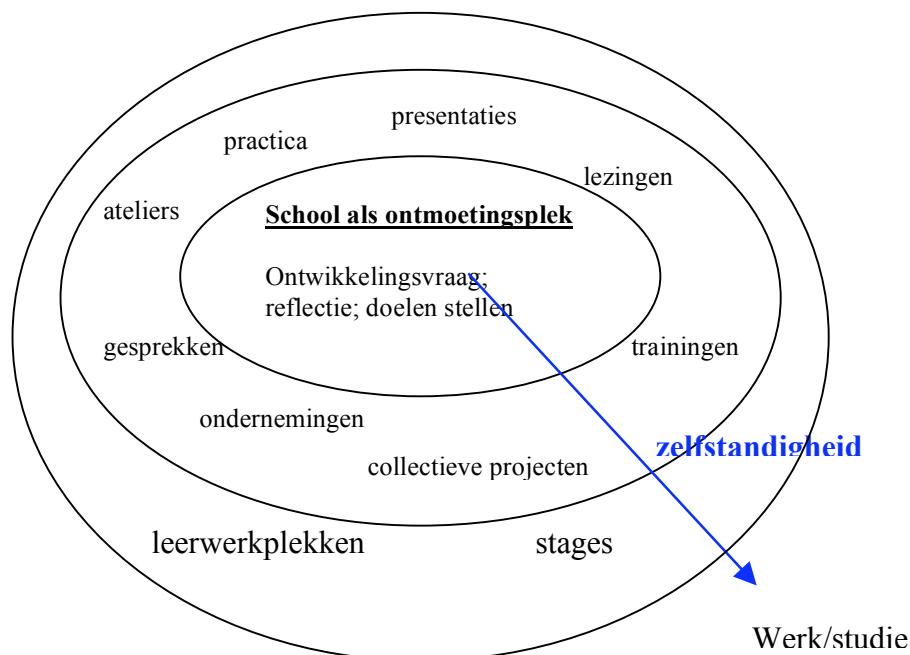 presentaties
practica
lezingen
ateliers
School als ontmoetingsplek
Ontwikkelingsvraag;
reflectie; doelen stellen
gesprekken
trainingen
ondernemingen
zelfstandigheid
collectieve projecten
leerwerkplekken
stages
Werk/studie